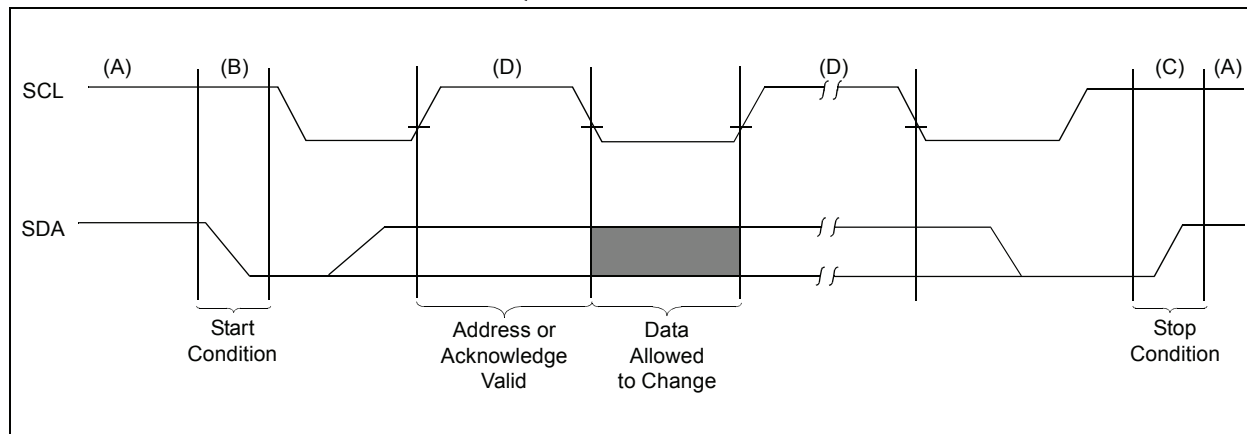 (A) (B) (D) (D) (C) (A)
SCL
SDA
Start
Condition
Address or
Acknowledge
Valid
Data
Allowed
to Change
Stop
Condition